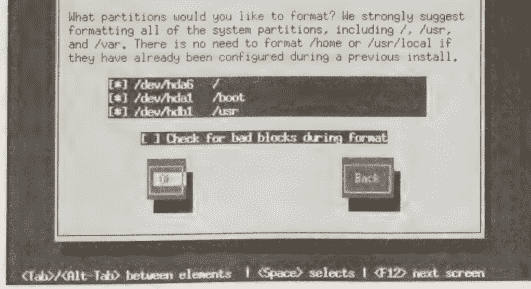 What partitions would you like to format? We strongly suggest
formatting all of the system partitions, including /, /usr,
and /var. There is no need to format /home or /usr/local if
they have already been configured during a previous install.
[*] /dev/hda6 /
[*] /dev/hda1 /boot
[*] /dev/hdb1 /usr
[ ] Check for bad blocks during format
Back
<Tab>/<Alt-Tab> between elements | <Space> selects | <F12> next screen